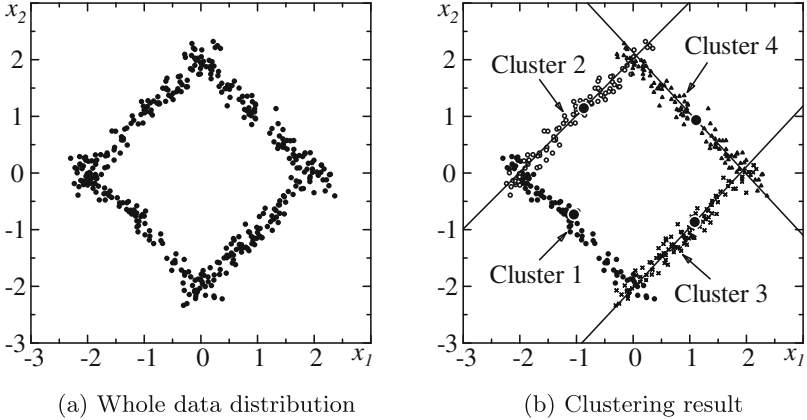 x2
3
2
1
0
-1
-2
-3
-3 -2 -1 0 1 2 x1
(a) Whole data distribution
x2
3
2
1
0
-1
-2
-3
Cluster 2
Cluster 4
Cluster 1
Cluster 3
-3 -2 -1 0 1 2 x1
(b) Clustering result